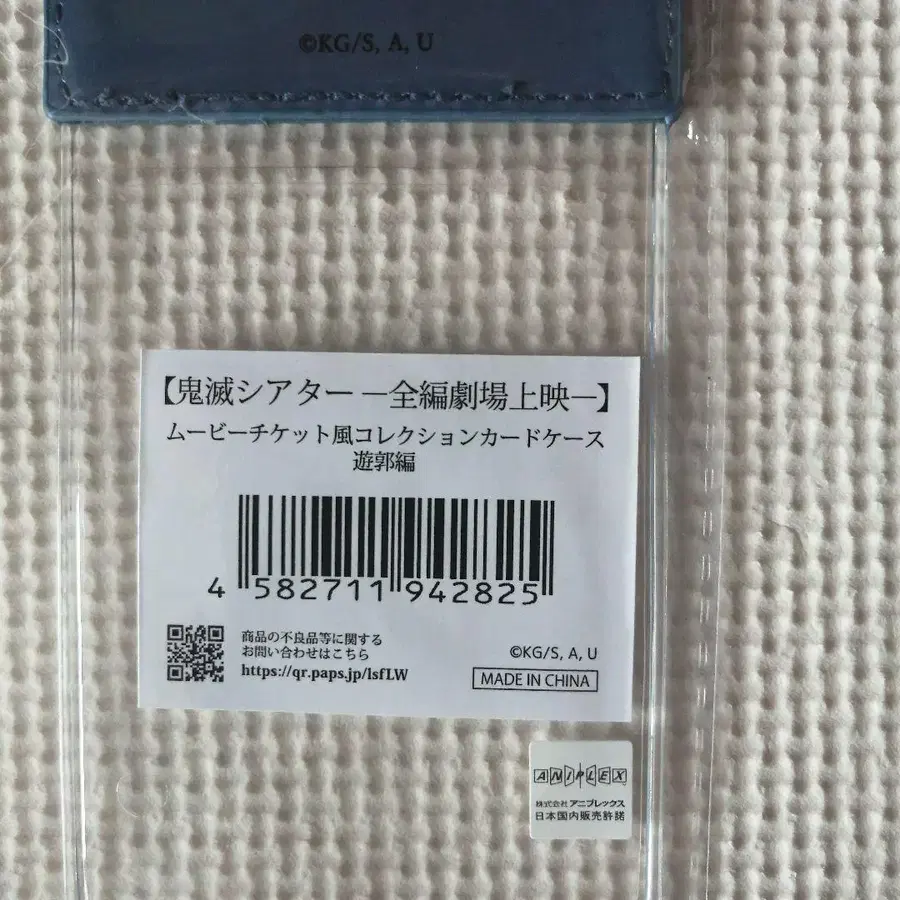 ©KG/S, A, U
【鬼滅シアター ―全編劇場上映―】
ムービーチケット風コレクションカードケース
遊郭編
4 582711 942825
商品の不良品等に関する
お問い合わせはこちら
https://qr.paps.jp/lsfLW
©KG/S, A, U
MADE IN CHINA
ANIPLEX
株式会社 アニプレックス
日本国内販売許諾